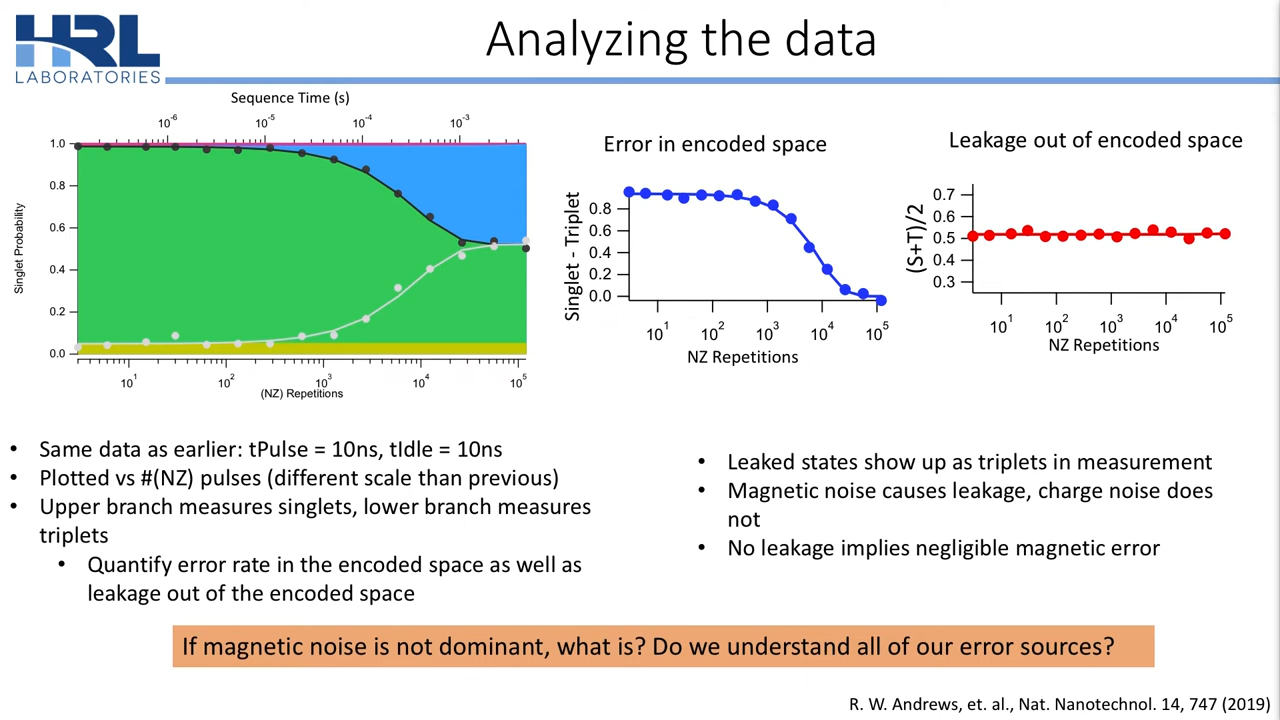 HRL
LABORATORIES
Analyzing the data
Sequence Time (s)
10-6 10-5 10-4 10-3
Singlet Probability
1.0
0.8
0.6
0.4
0.2
0.0
10¹ 10² 10³ 10⁴ 10⁵
(NZ) Repetitions
Error in encoded space
Singlet - Triplet
0.8
0.6
0.4
0.2
0.0
10¹ 10² 10³ 10⁴ 10⁵
NZ Repetitions
Leakage out of encoded space
(S+T)/2
0.7
0.6
0.5
0.4
0.3
10¹ 10² 10³ 10⁴ 10⁵
NZ Repetitions
• Same data as earlier: tPulse = 10ns, tIdle = 10ns
• Plotted vs #(NZ) pulses (different scale than previous)
• Upper branch measures singlets, lower branch measures
triplets
• Quantify error rate in the encoded space as well as
leakage out of the encoded space
• Leaked states show up as triplets in measurement
• Magnetic noise causes leakage, charge noise does
not
• No leakage implies negligible magnetic error
If magnetic noise is not dominant, what is? Do we understand all of our error sources?
R. W. Andrews, et. al., Nat. Nanotechnol. 14, 747 (2019)